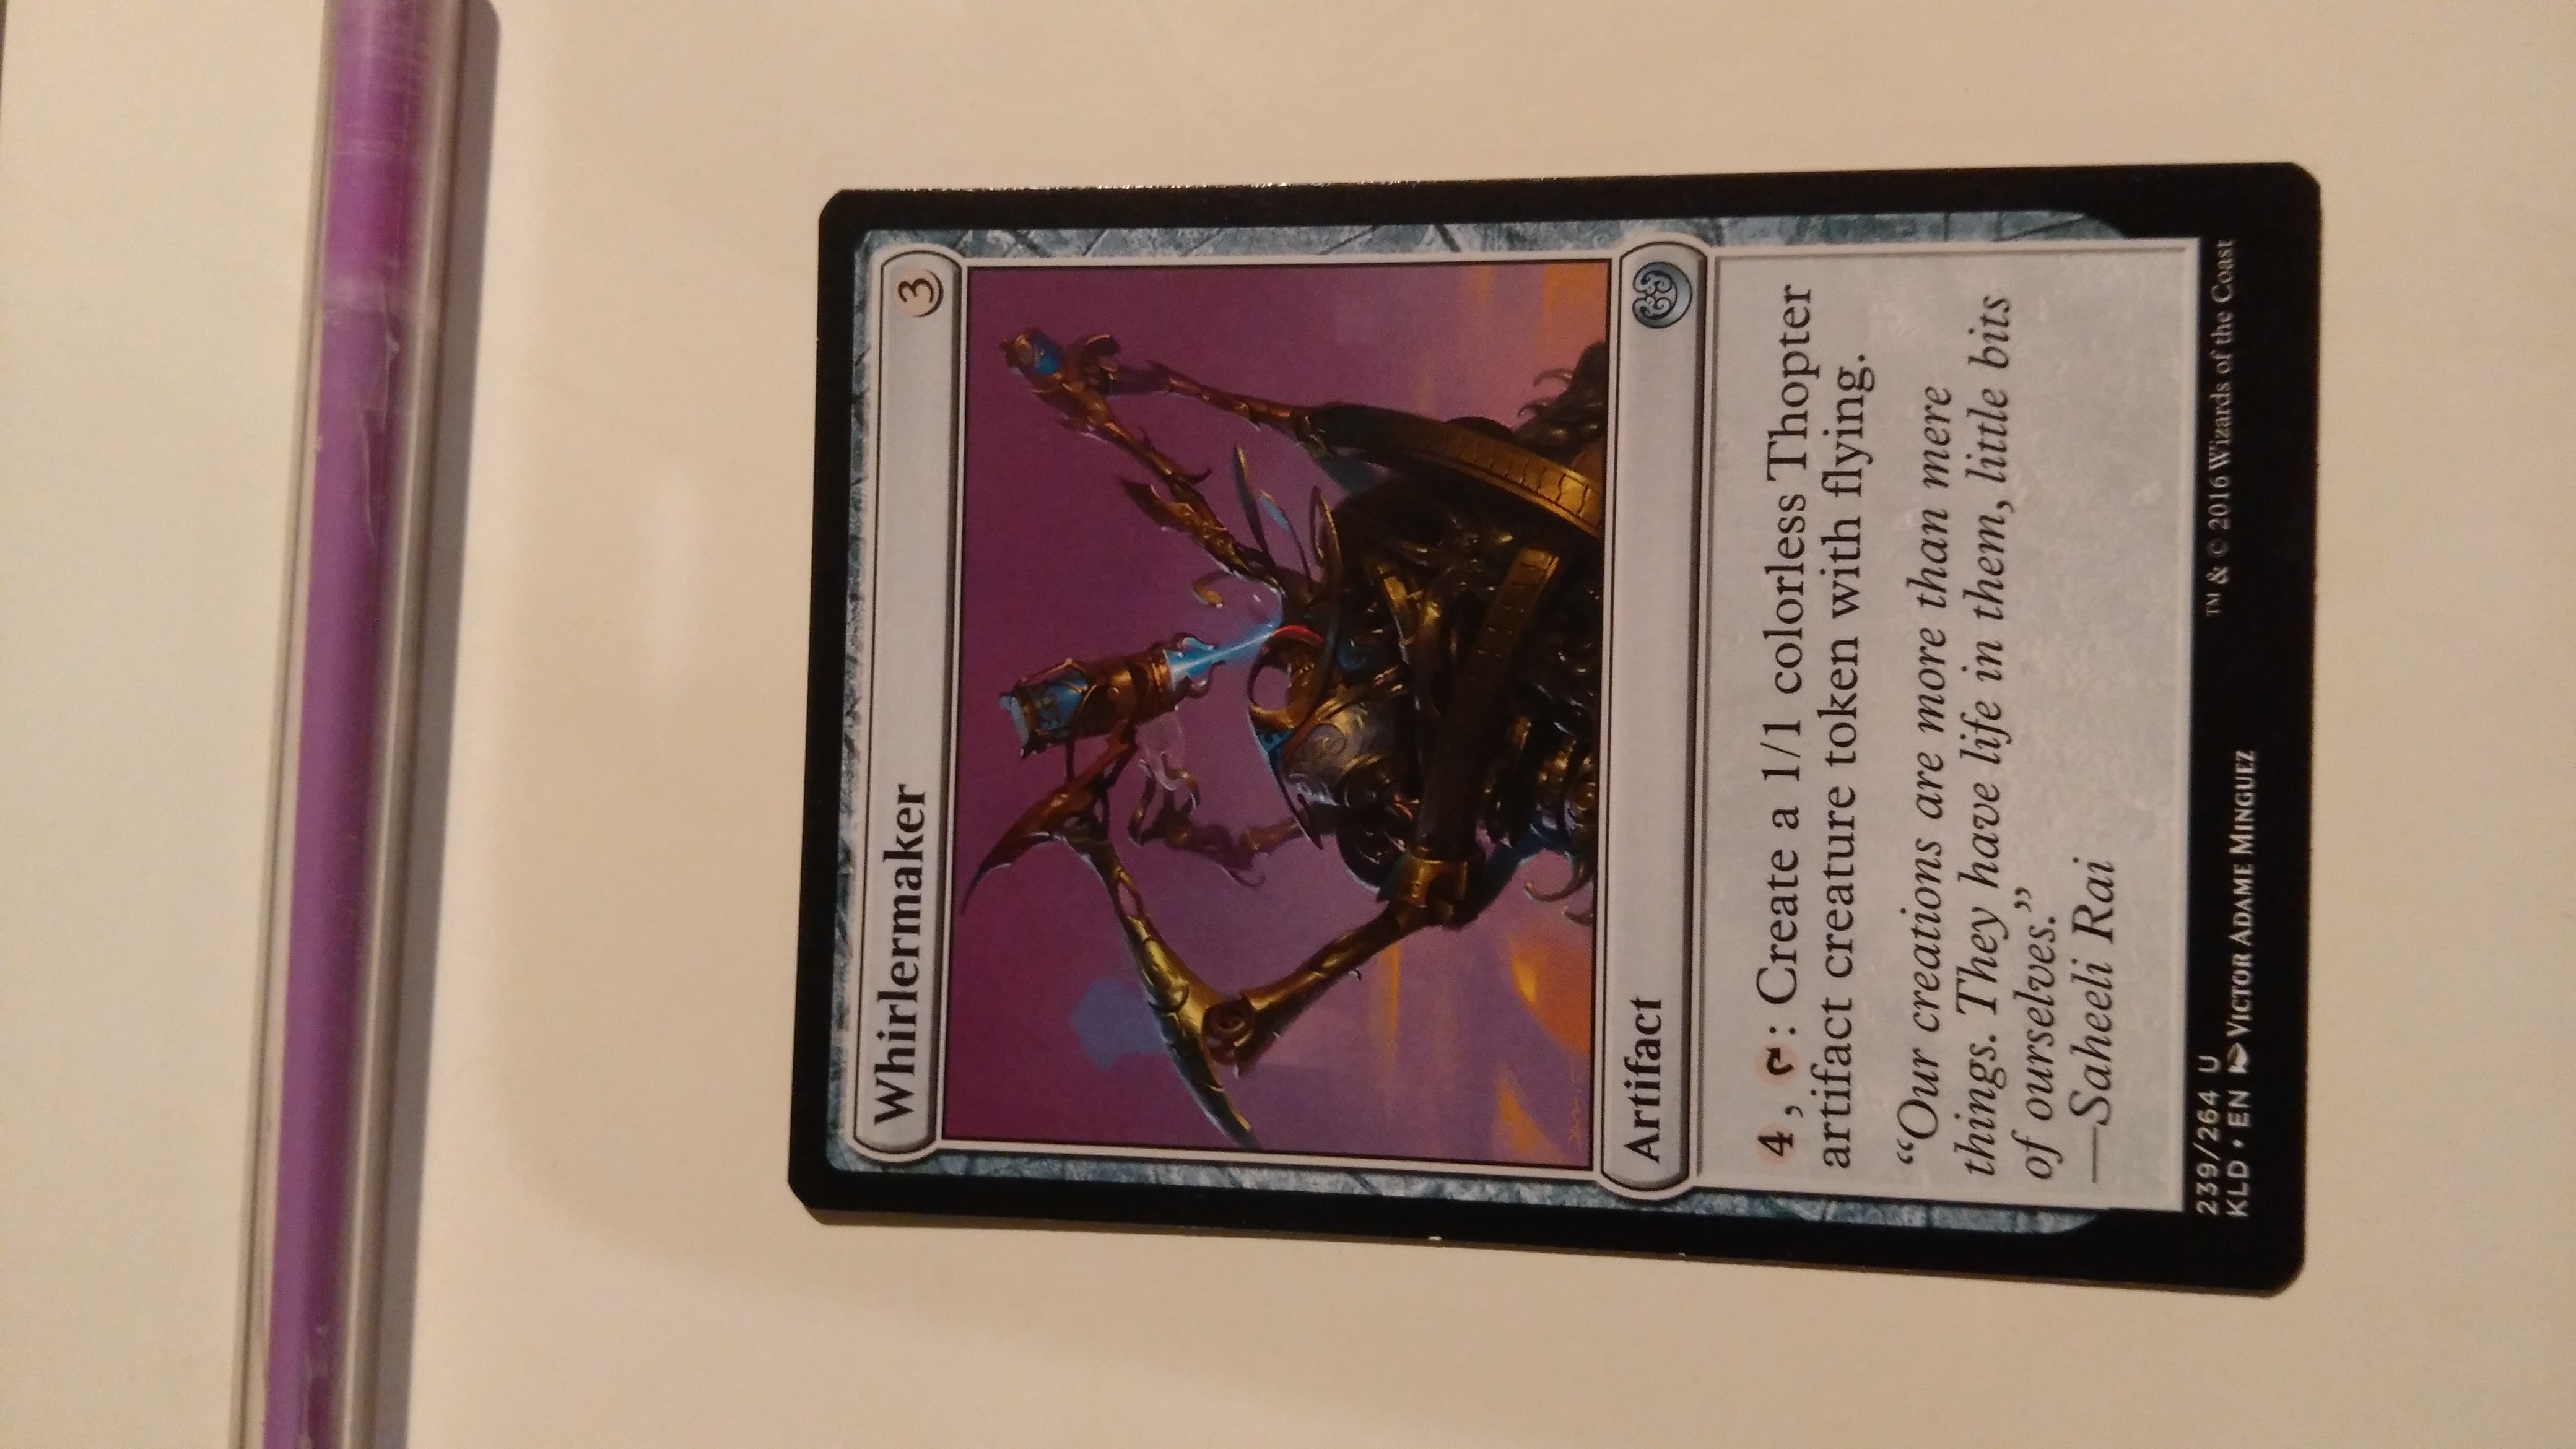 Whirlermaker 3
Artifact
4, : Create a 1/1 colorless Thopter
artifact creature token with flying.
“Our creations are more than mere
things. They have life in them, little bits
of ourselves.”
—Saheeli Rai
239/264 U
KLD • EN VICTOR ADAME MINGUEZ
™ & © 2016 Wizards of the Coast